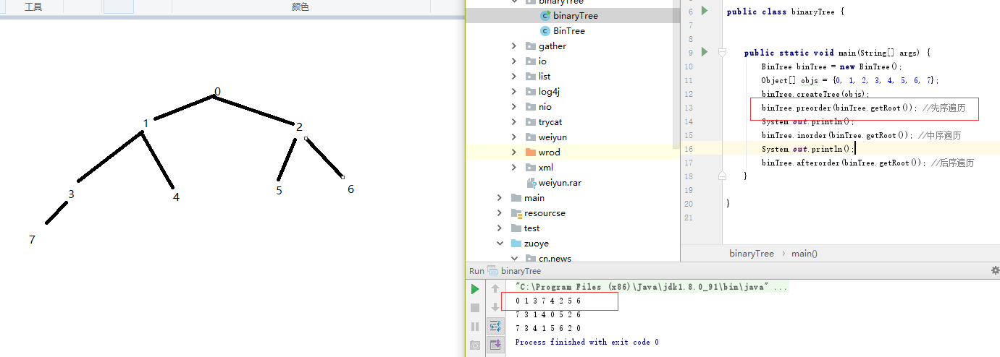 工具
颜色
0
1
2
3
4
5
6
7
binaryTree
binaryTree
BinTree
gather
io
list
log4j
nio
trycat
weiyun
wrod
xml
weiyun.rar
main
resourcse
test
zuoye
cn.news
6 public class binaryTree {
7
8
9 public static void main(String[] args) {
10 BinTree binTree = new BinTree();
11 Object[] objs = {0, 1, 2, 3, 4, 5, 6, 7};
12 binTree.createTree(objs);
13 binTree.preorder(binTree.getRoot()); //先序遍历
14 System.out.println();
15 binTree.inorder(binTree.getRoot()); //中序遍历
16 System.out.println();
17 binTree.afterorder(binTree.getRoot()); //后序遍历
18 }
19
20 }
21
binaryTree › main()
Run binaryTree
"C:\Program Files (x86)\Java\jdk1.8.0_91\bin\java" ...
0 1 3 7 4 2 5 6
7 3 1 4 0 5 2 6
7 3 4 1 5 6 2 0
Process finished with exit code 0